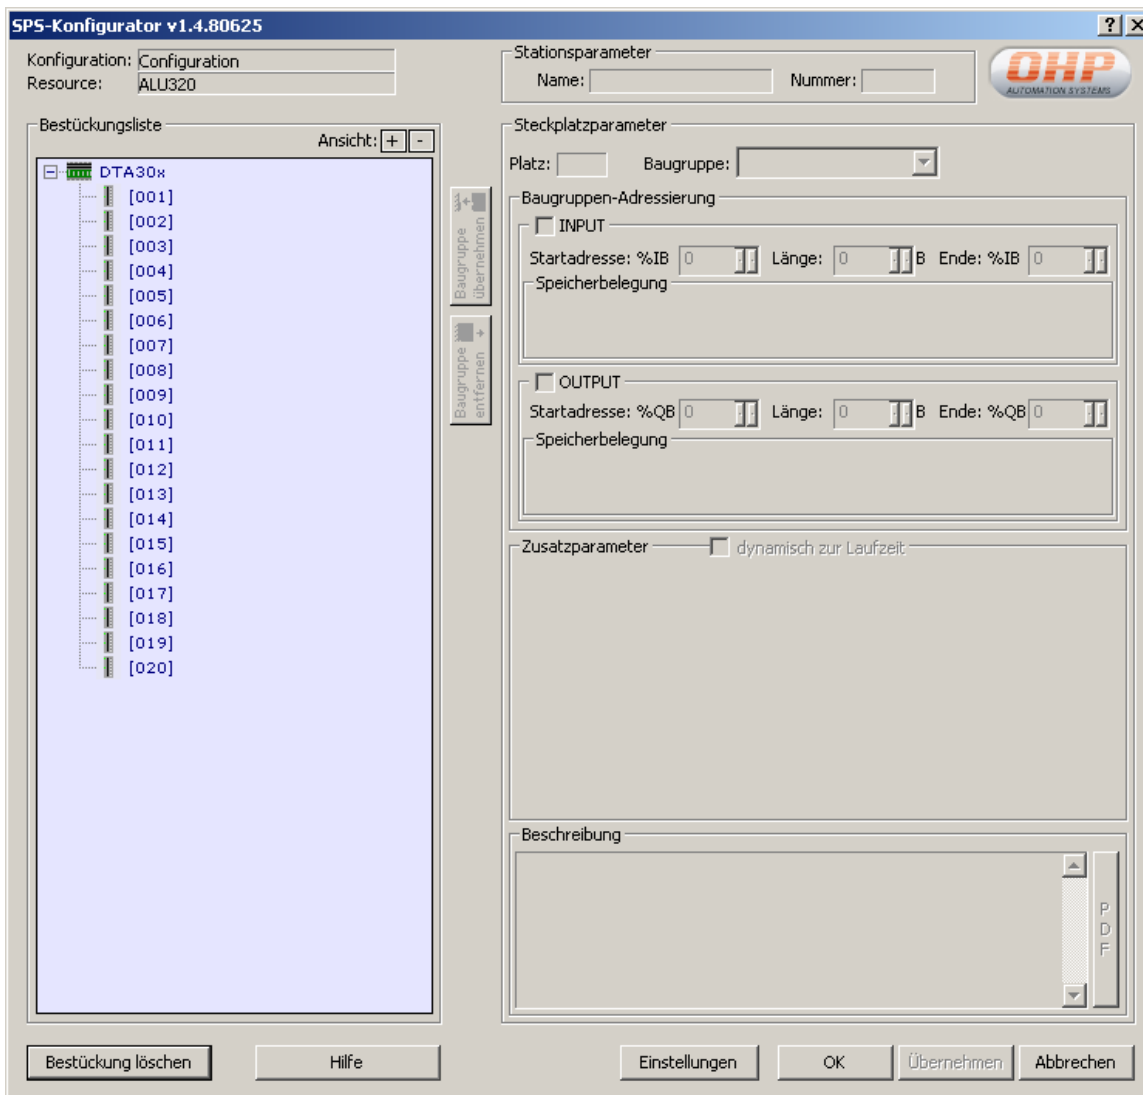 SPS-Konfigurator v1.4.80625
Konfiguration: Configuration
Resource: ALU320
Stationsparameter
Name: Nummer:
OHP
AUTOMATION SYSTEMS
Bestückungsliste
Ansicht: + -
DTA30x
[001]
[002]
[003]
[004]
[005]
[006]
[007]
[008]
[009]
[010]
[011]
[012]
[013]
[014]
[015]
[016]
[017]
[018]
[019]
[020]
Baugruppe
übernehmen
Baugruppe
entfernen
Steckplatzparameter
Platz: Baugruppe:
Baugruppen-Adressierung
INPUT
Startadresse: %IB 0 Länge: 0 B Ende: %IB 0
Speicherbelegung
OUTPUT
Startadresse: %QB 0 Länge: 0 B Ende: %QB 0
Speicherbelegung
Zusatzparameter dynamisch zur Laufzeit
Beschreibung
PDF
Bestückung löschen Hilfe Einstellungen OK Übernehmen Abbrechen